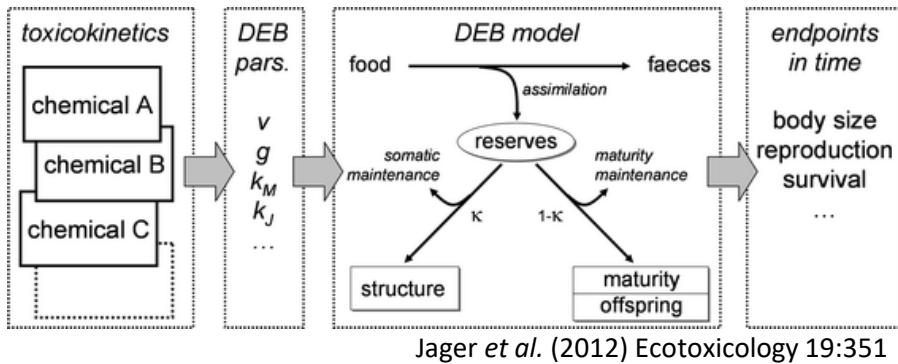 toxicokinetics
chemical A
chemical B
chemical C
DEB
pars.
v
g
k_M
k_J
...
DEB model
food
faeces
assimilation
reserves
somatic
maintenance
maturity
maintenance
κ
1-κ
structure
maturity
offspring
endpoints
in time
body size
reproduction
survival
...
Jager et al. (2012) Ecotoxicology 19:351